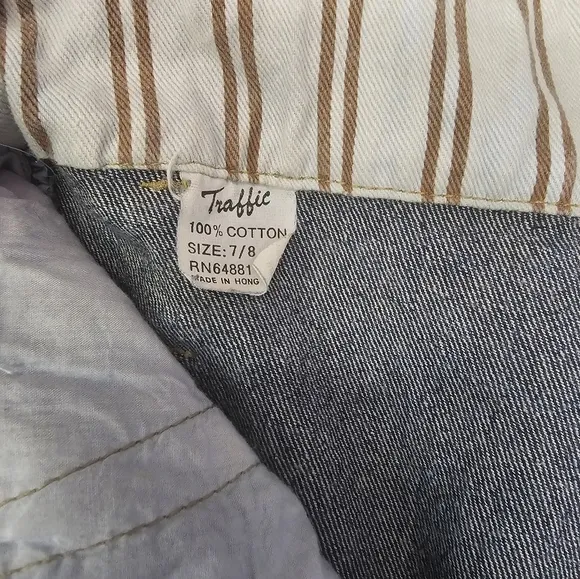 Traffic
100% COTTON
SIZE: 7/8
RN64881
MADE IN HONG